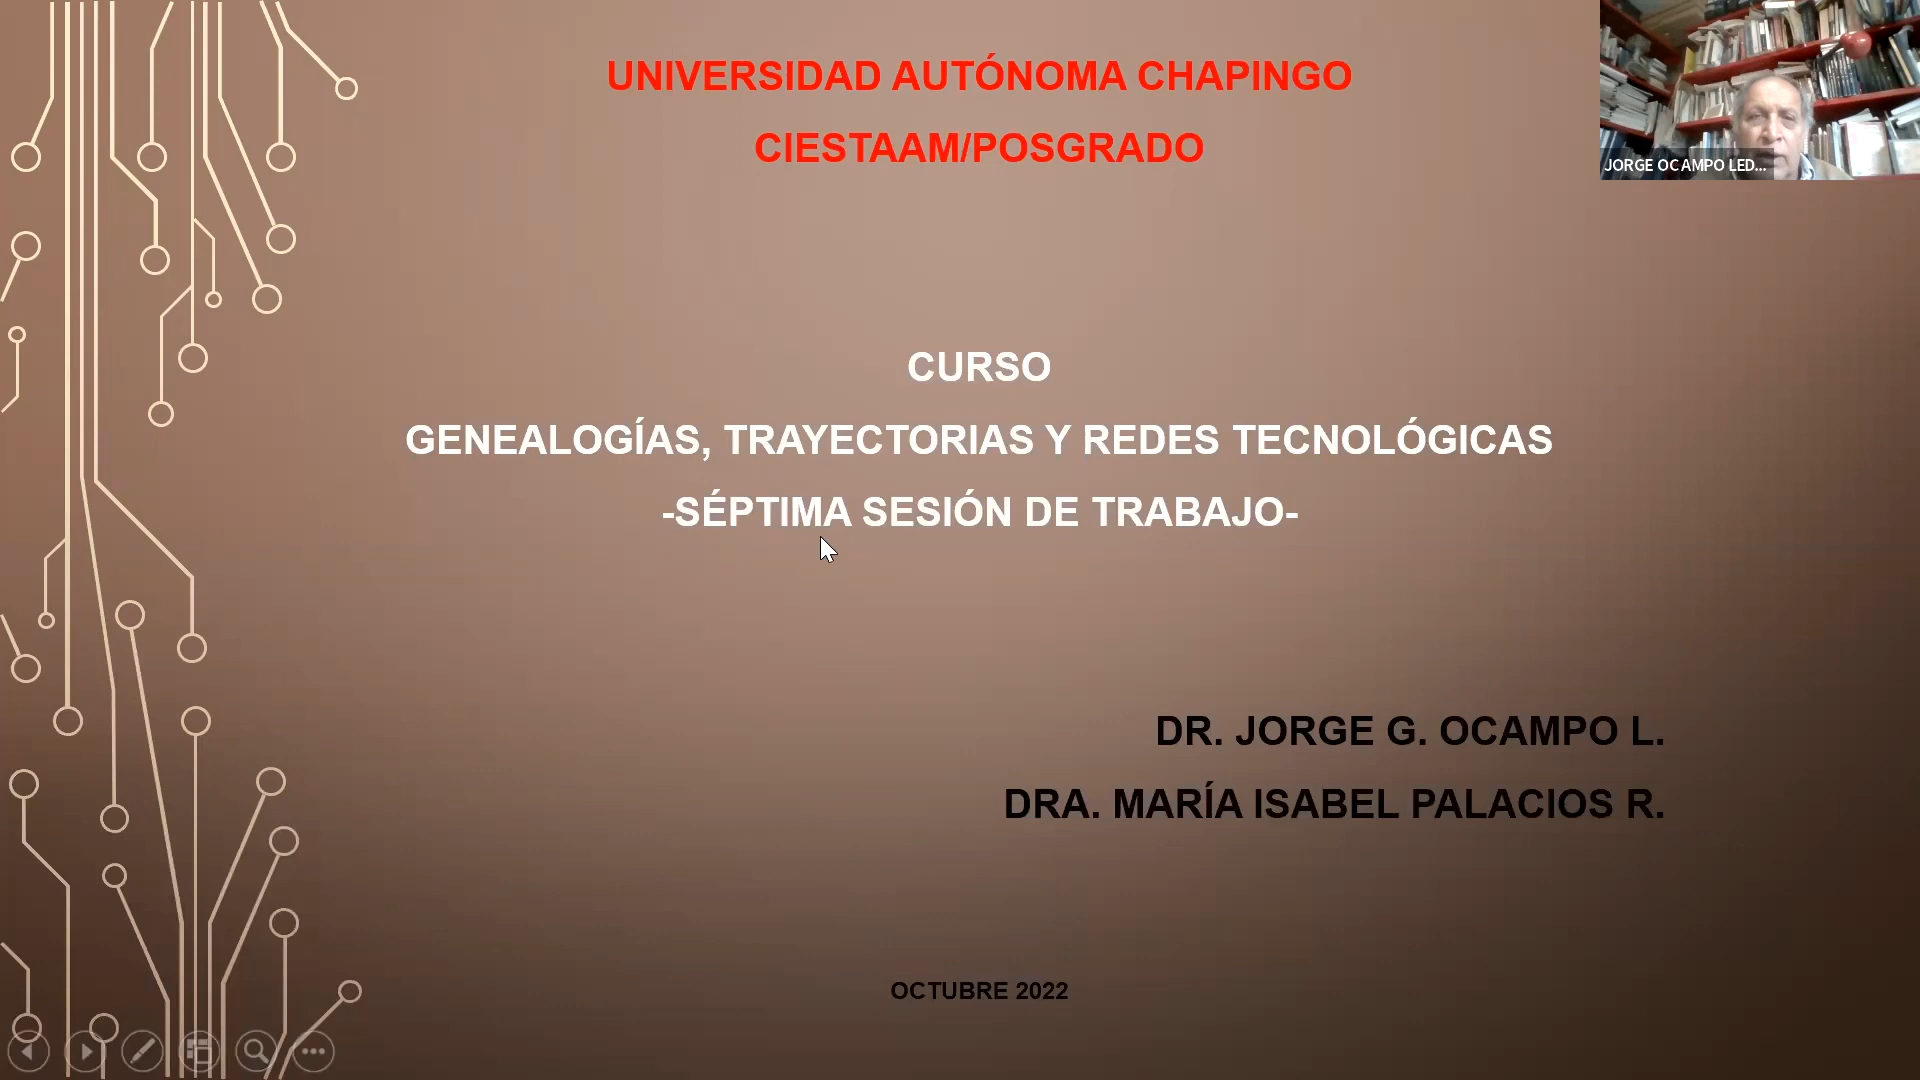 UNIVERSIDAD AUTÓNOMA CHAPINGO
CIESTAAM/POSGRADO
JORGE OCAMPO LED...
CURSO
GENEALOGÍAS, TRAYECTORIAS Y REDES TECNOLÓGICAS
-SÉPTIMA SESIÓN DE TRABAJO-
DR. JORGE G. OCAMPO L.
DRA. MARÍA ISABEL PALACIOS R.
OCTUBRE 2022